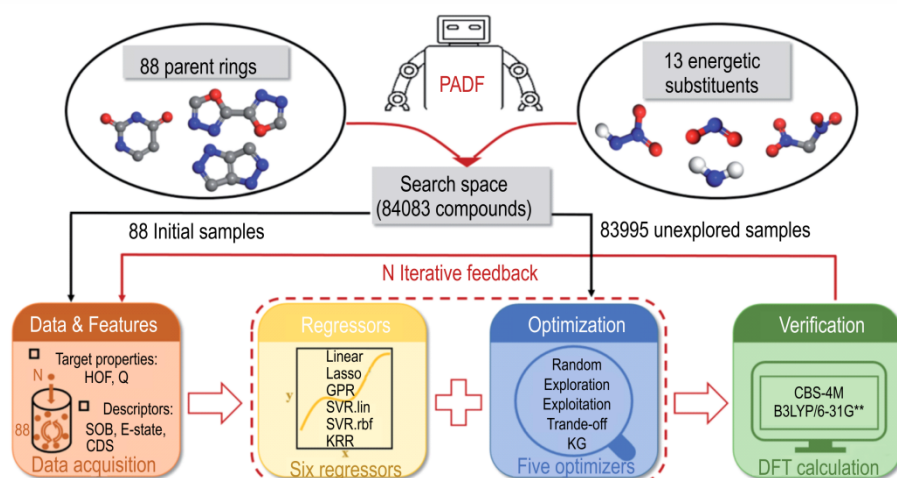 88 parent rings
PADF
13 energetic
substituents
Search space
(84083 compounds)
88 Initial samples
83995 unexplored samples
N Iterative feedback
Data & Features
Target properties:
HOF, Q
N
Descriptors:
SOB, E-state,
CDS
88
Data acquisition
Regressors
Linear
Lasso
GPR
SVR.lin
SVR.rbf
KRR
y
x
Six regressors
Optimization
Random
Exploration
Exploitation
Trande-off
KG
Five optimizers
Verification
CBS-4M
B3LYP/6-31G**
DFT calculation